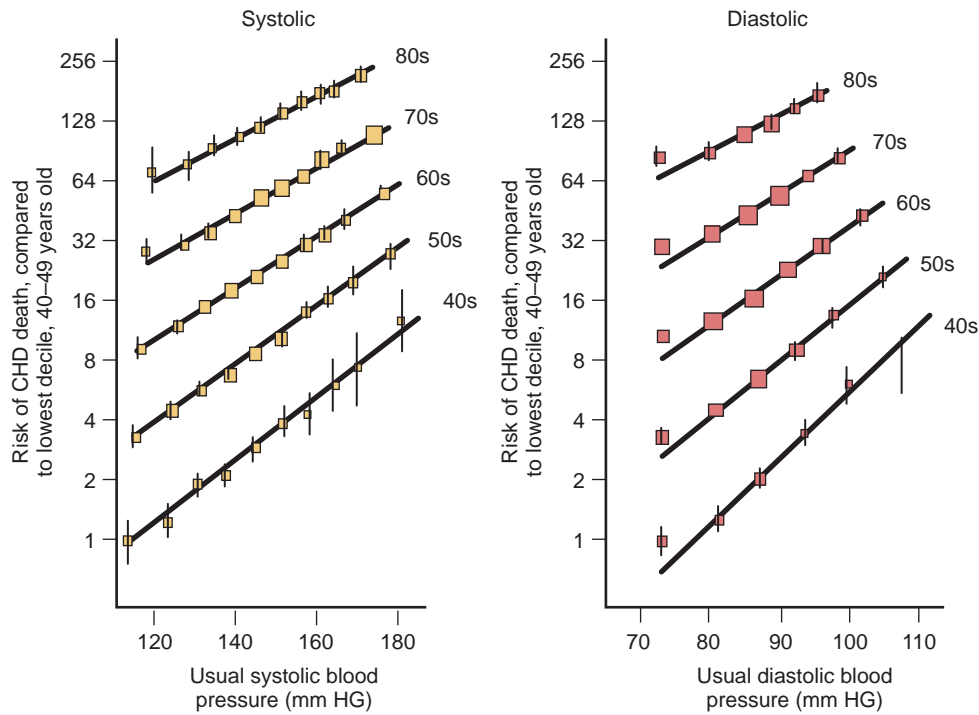 Systolic
Risk of CHD death, compared
to lowest decile, 40–49 years old
256
128
64
32
16
8
4
2
1
80s
70s
60s
50s
40s
120
140
160
180
Usual systolic blood
pressure (mm HG)
Diastolic
Risk of CHD death, compared
to lowest decile, 40–49 years old
256
128
64
32
16
8
4
2
1
80s
70s
60s
50s
40s
70
80
90
100
110
Usual diastolic blood
pressure (mm HG)